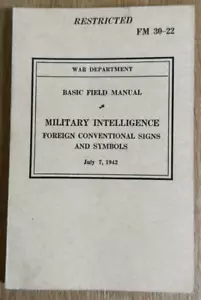 RESTRICTED
FM 30-22
WAR DEPARTMENT
BASIC FIELD MANUAL
MILITARY INTELLIGENCE
FOREIGN CONVENTIONAL SIGNS
AND SYMBOLS
July 7, 1942